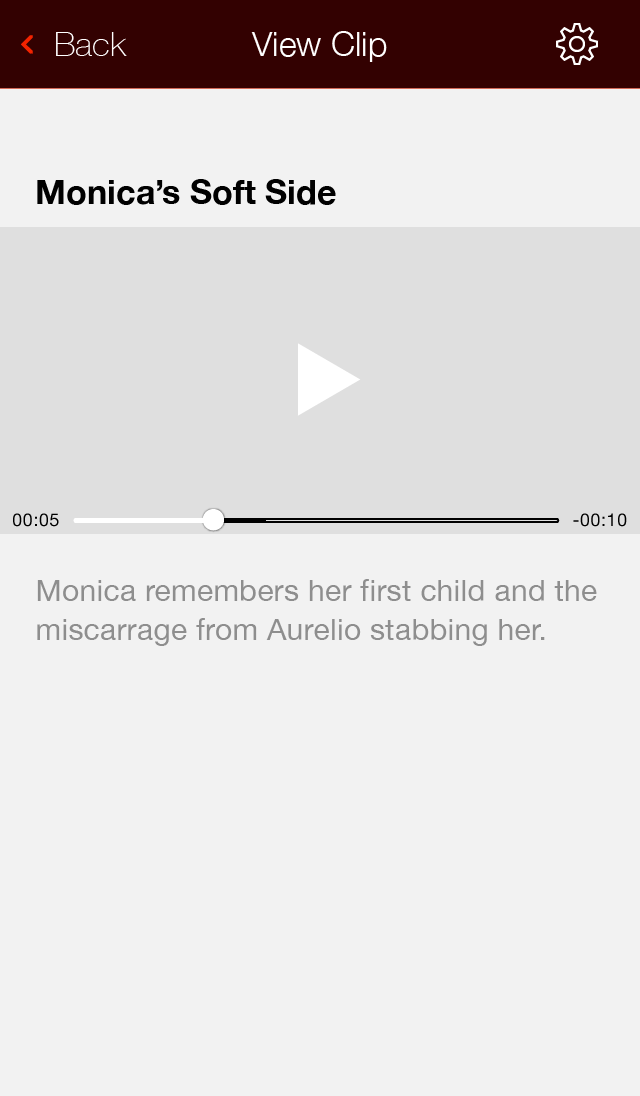 Back View Clip
Monica’s Soft Side
00:05 -00:10
Monica remembers her first child and the
miscarrage from Aurelio stabbing her.